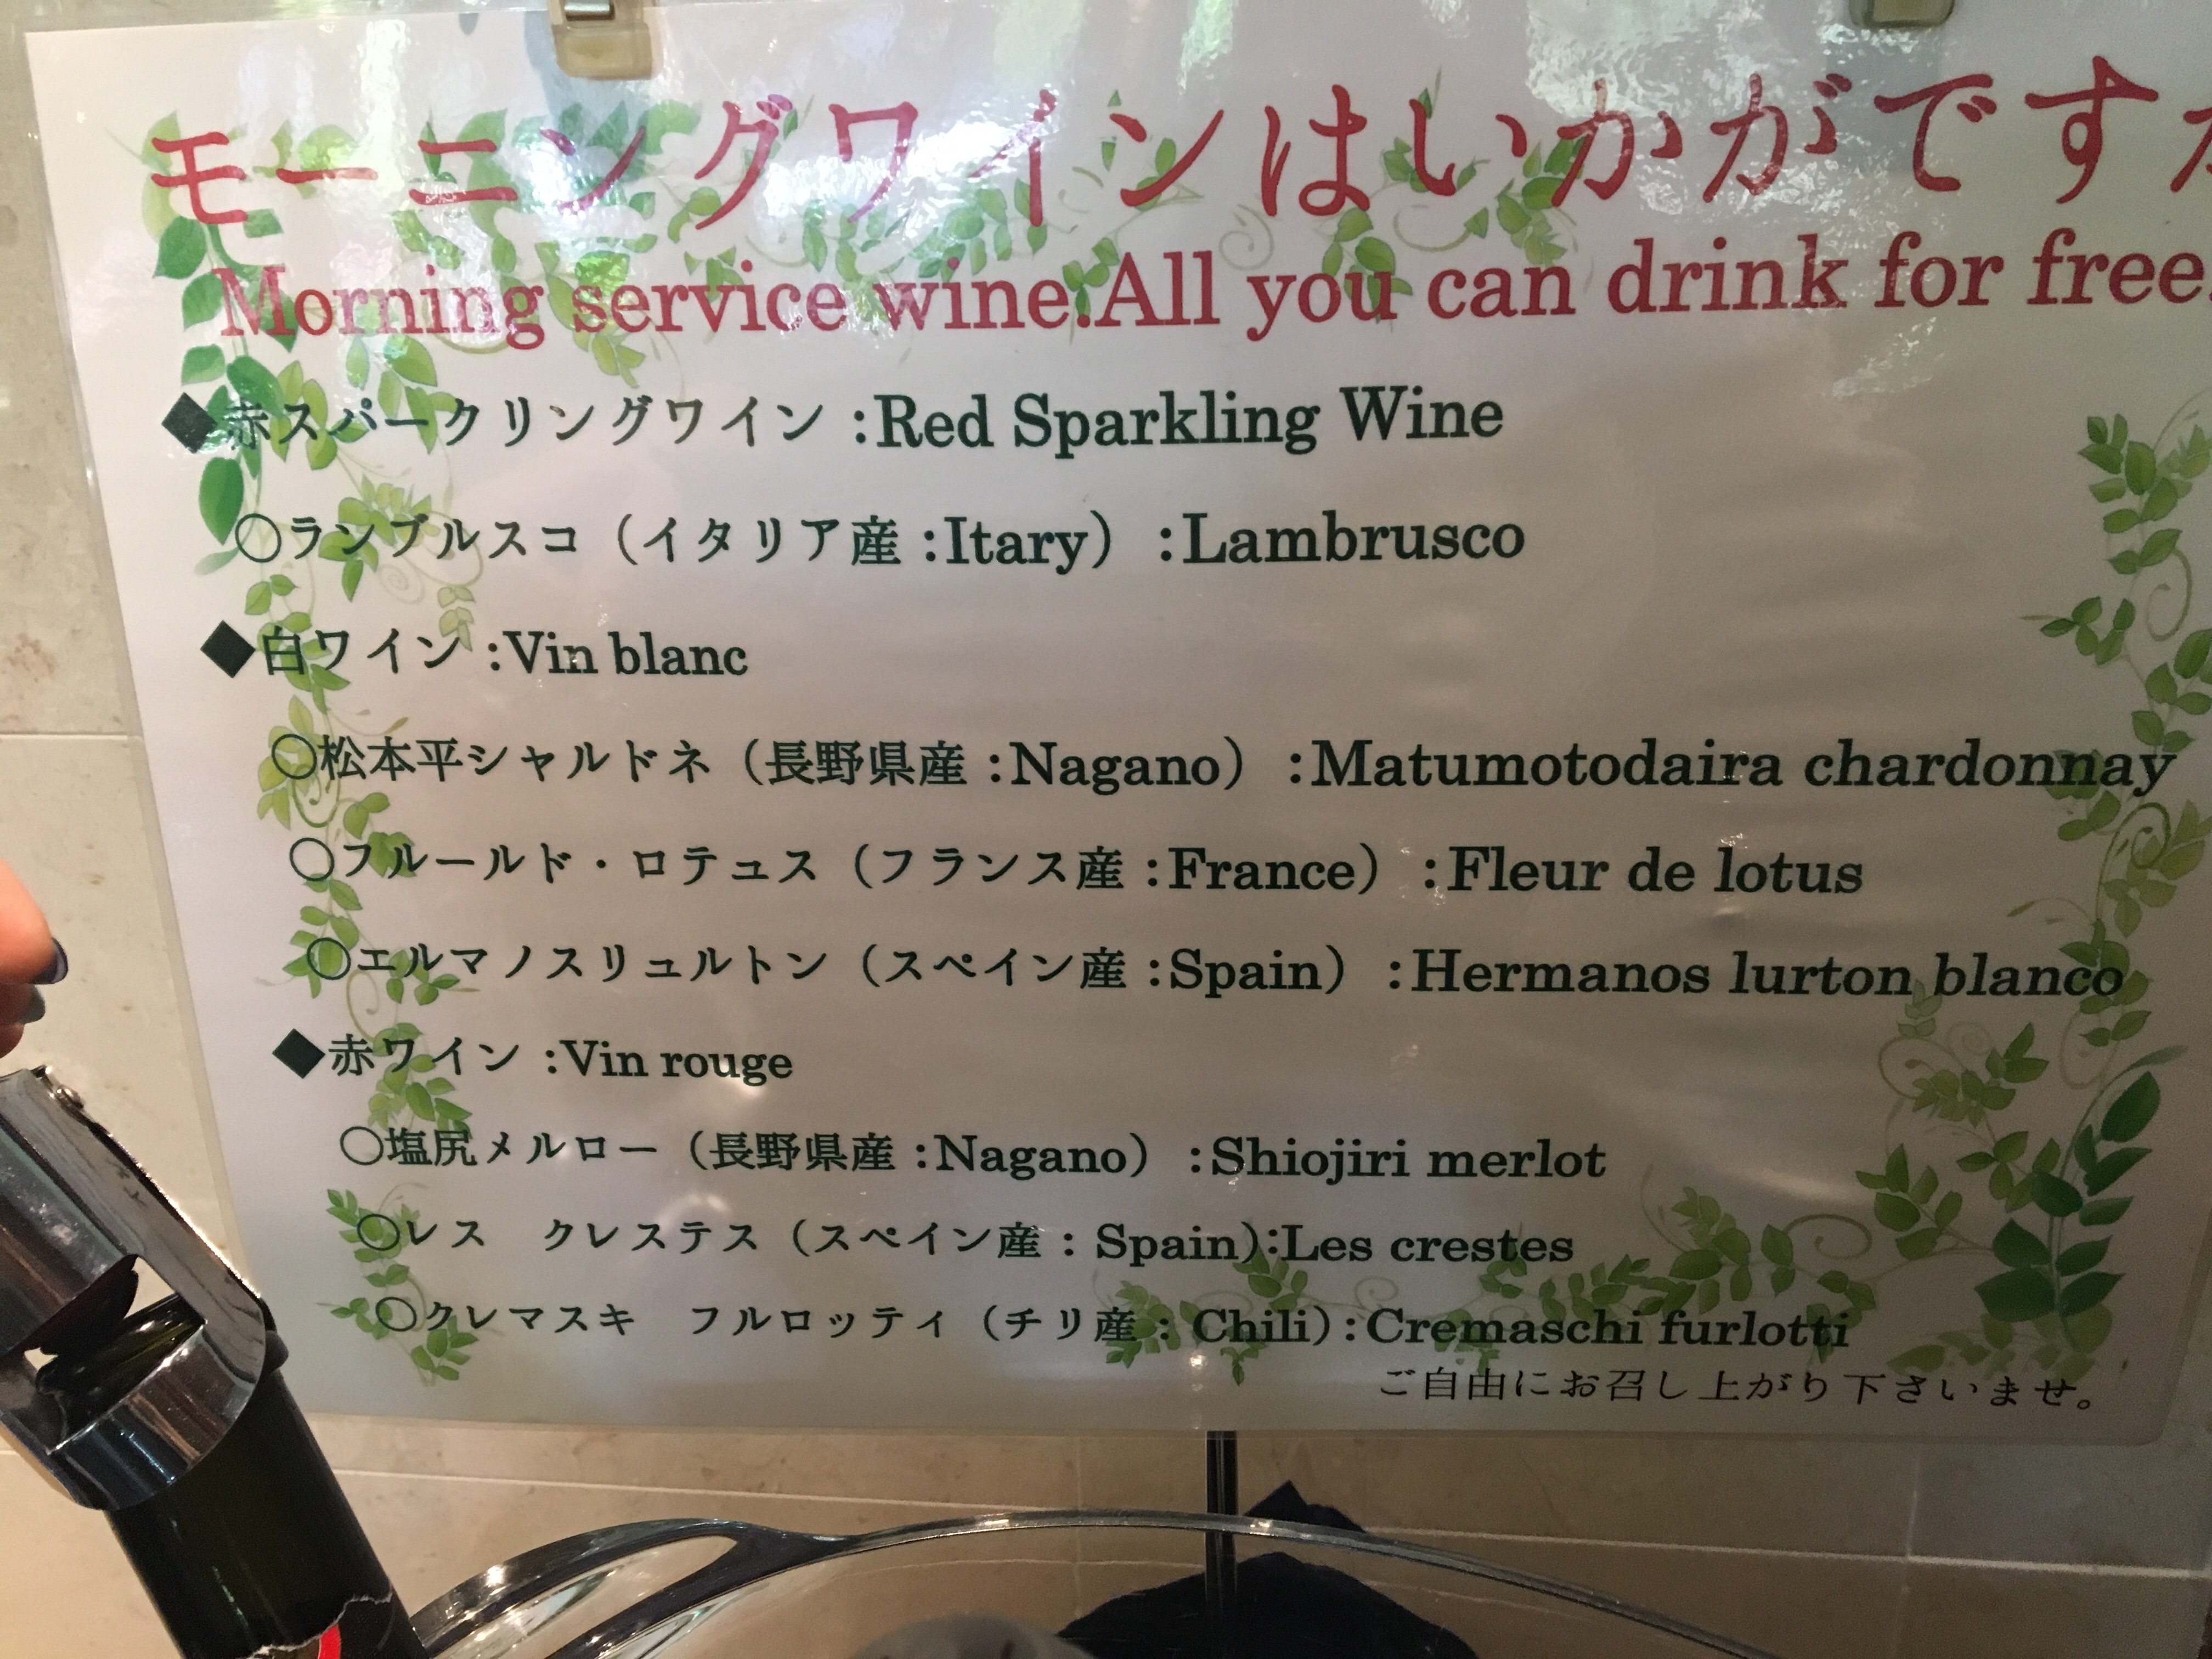 モーニングワインはいかがですか
Morning service wine.All you can drink for free.
◆赤スパークリングワイン :Red Sparkling Wine
○ランブルスコ（イタリア産 :Itary） :Lambrusco
◆白ワイン :Vin blanc
○松本平シャルドネ（長野県産 :Nagano） :Matumotodaira chardonnay
○フルールド・ロテュス（フランス産 :France） :Fleur de lotus
○エルマノスリュルトン（スペイン産 :Spain） :Hermanos lurton blanco
◆赤ワイン :Vin rouge
○塩尻メルロー（長野県産 :Nagano） :Shiojiri merlot
○レス　クレステス（スペイン産 : Spain):Les crestes
○クレマスキ　フルロッティ（チリ産 : Chili):Cremaschi furlotti
ご自由にお召し上がり下さいませ。